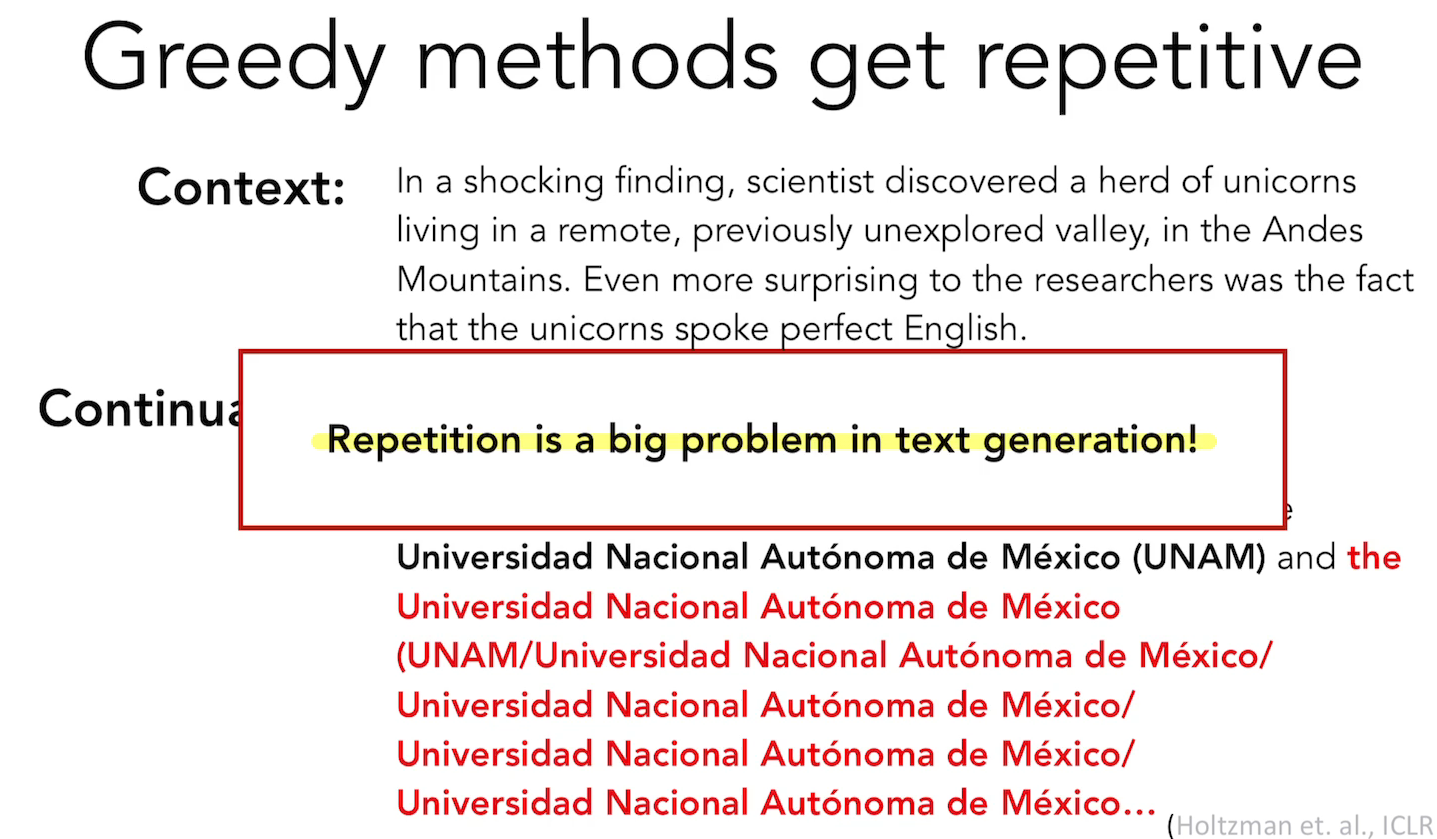 Greedy methods get repetitive
Context:
In a shocking finding, scientist discovered a herd of unicorns
living in a remote, previously unexplored valley, in the Andes
Mountains. Even more surprising to the researchers was the fact
that the unicorns spoke perfect English.
Repetition is a big problem in text generation!
Universidad Nacional Autónoma de México (UNAM) and the
Universidad Nacional Autónoma de México
(UNAM/Universidad Nacional Autónoma de México/
Universidad Nacional Autónoma de México/
Universidad Nacional Autónoma de México/
Universidad Nacional Autónoma de México…
(Holtzman et. al., ICLR